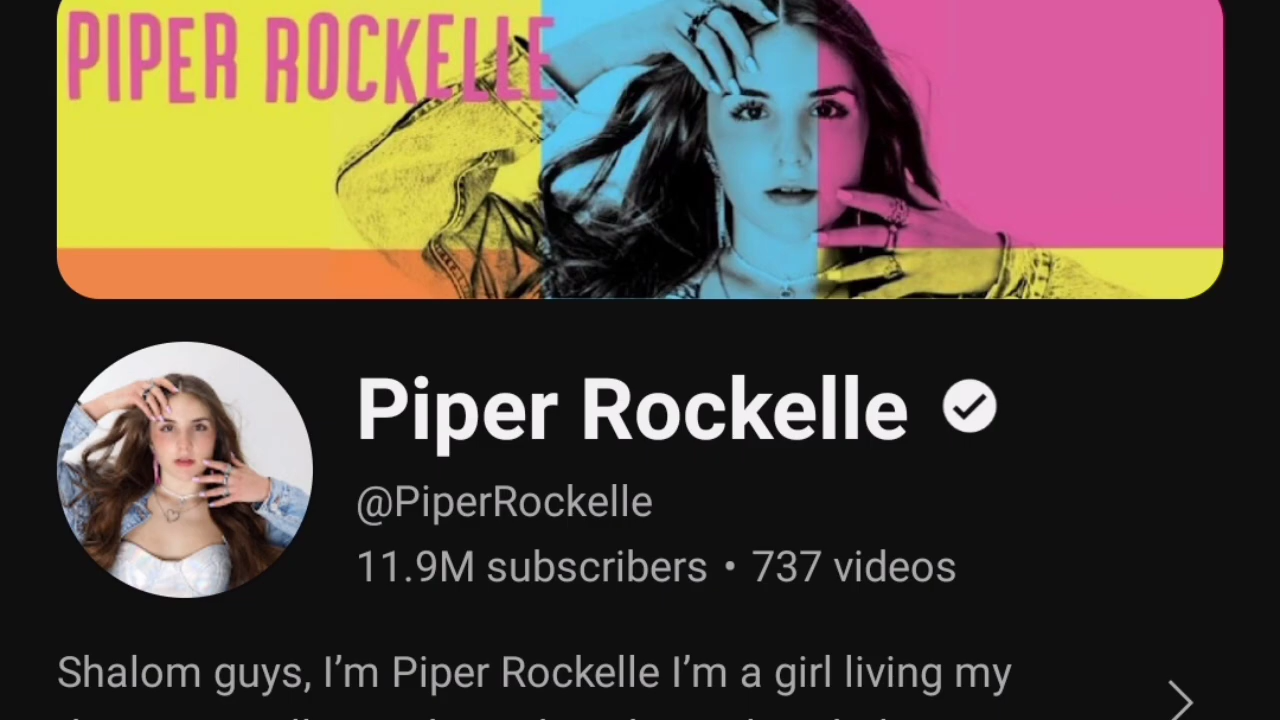 PIPER ROCKELLE
Piper Rockelle
@PiperRockelle
11.9M subscribers • 737 videos
Shalom guys, I’m Piper Rockelle I’m a girl living my